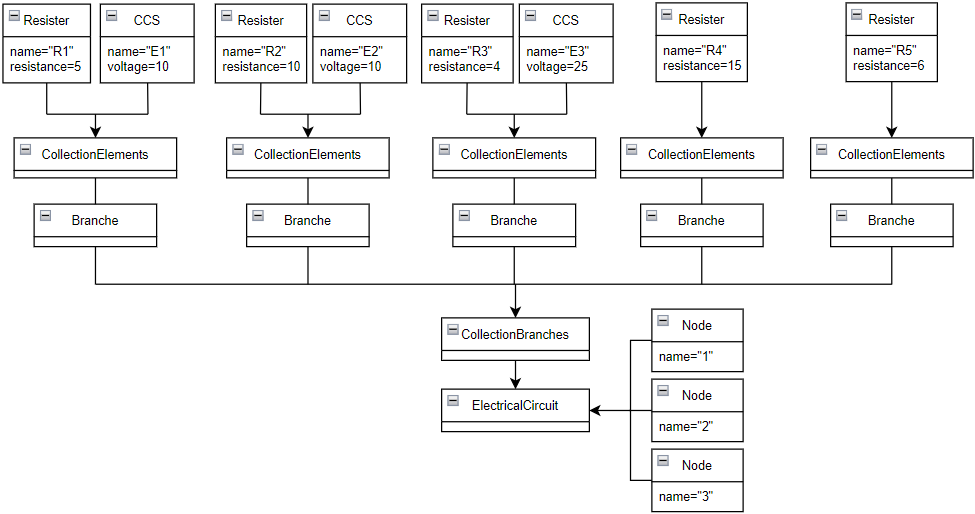 Resister
name="R1"
resistance=5
CCS
name="E1"
voltage=10
Resister
name="R2"
resistance=10
CCS
name="E2"
voltage=10
Resister
name="R3"
resistance=4
CCS
name="E3"
voltage=25
Resister
name="R4"
resistance=15
Resister
name="R5"
resistance=6
CollectionElements
CollectionElements
CollectionElements
CollectionElements
CollectionElements
Branche
Branche
Branche
Branche
Branche
CollectionBranches
ElectricalCircuit
Node
name="1"
Node
name="2"
Node
name="3"